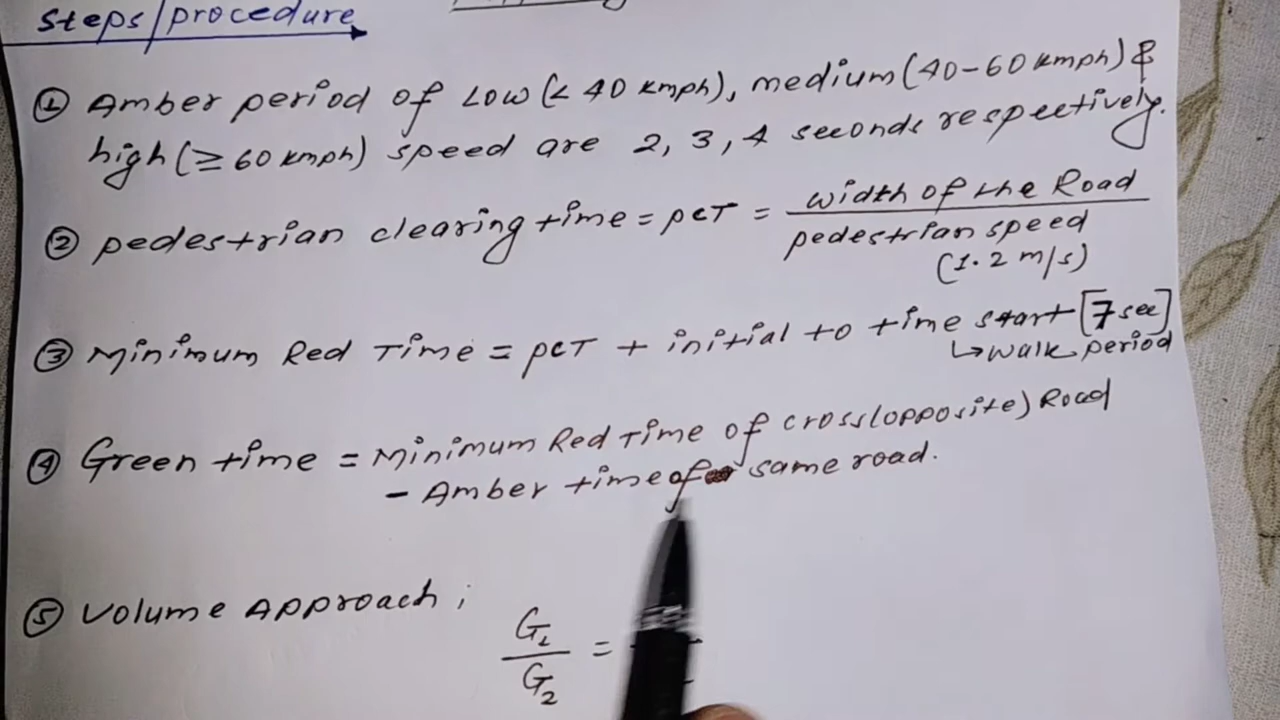 Steps/procedure
① Amber period of Low (< 40 kmph), medium (40-60 kmph) &
high (≥ 60 kmph) speed are 2, 3, 4 seconds respectively.
② pedestrian clearing time = PCT = width of the Road
pedestrian speed
(1.2 m/s)
③ Minimum Red Time = PCT + initial to time start [7 sec]
↳ walk period
④ Green time = Minimum Red Time of cross(opposite) Road
- Amber time of same road.
⑤ Volume Approach;
G1
=
G2